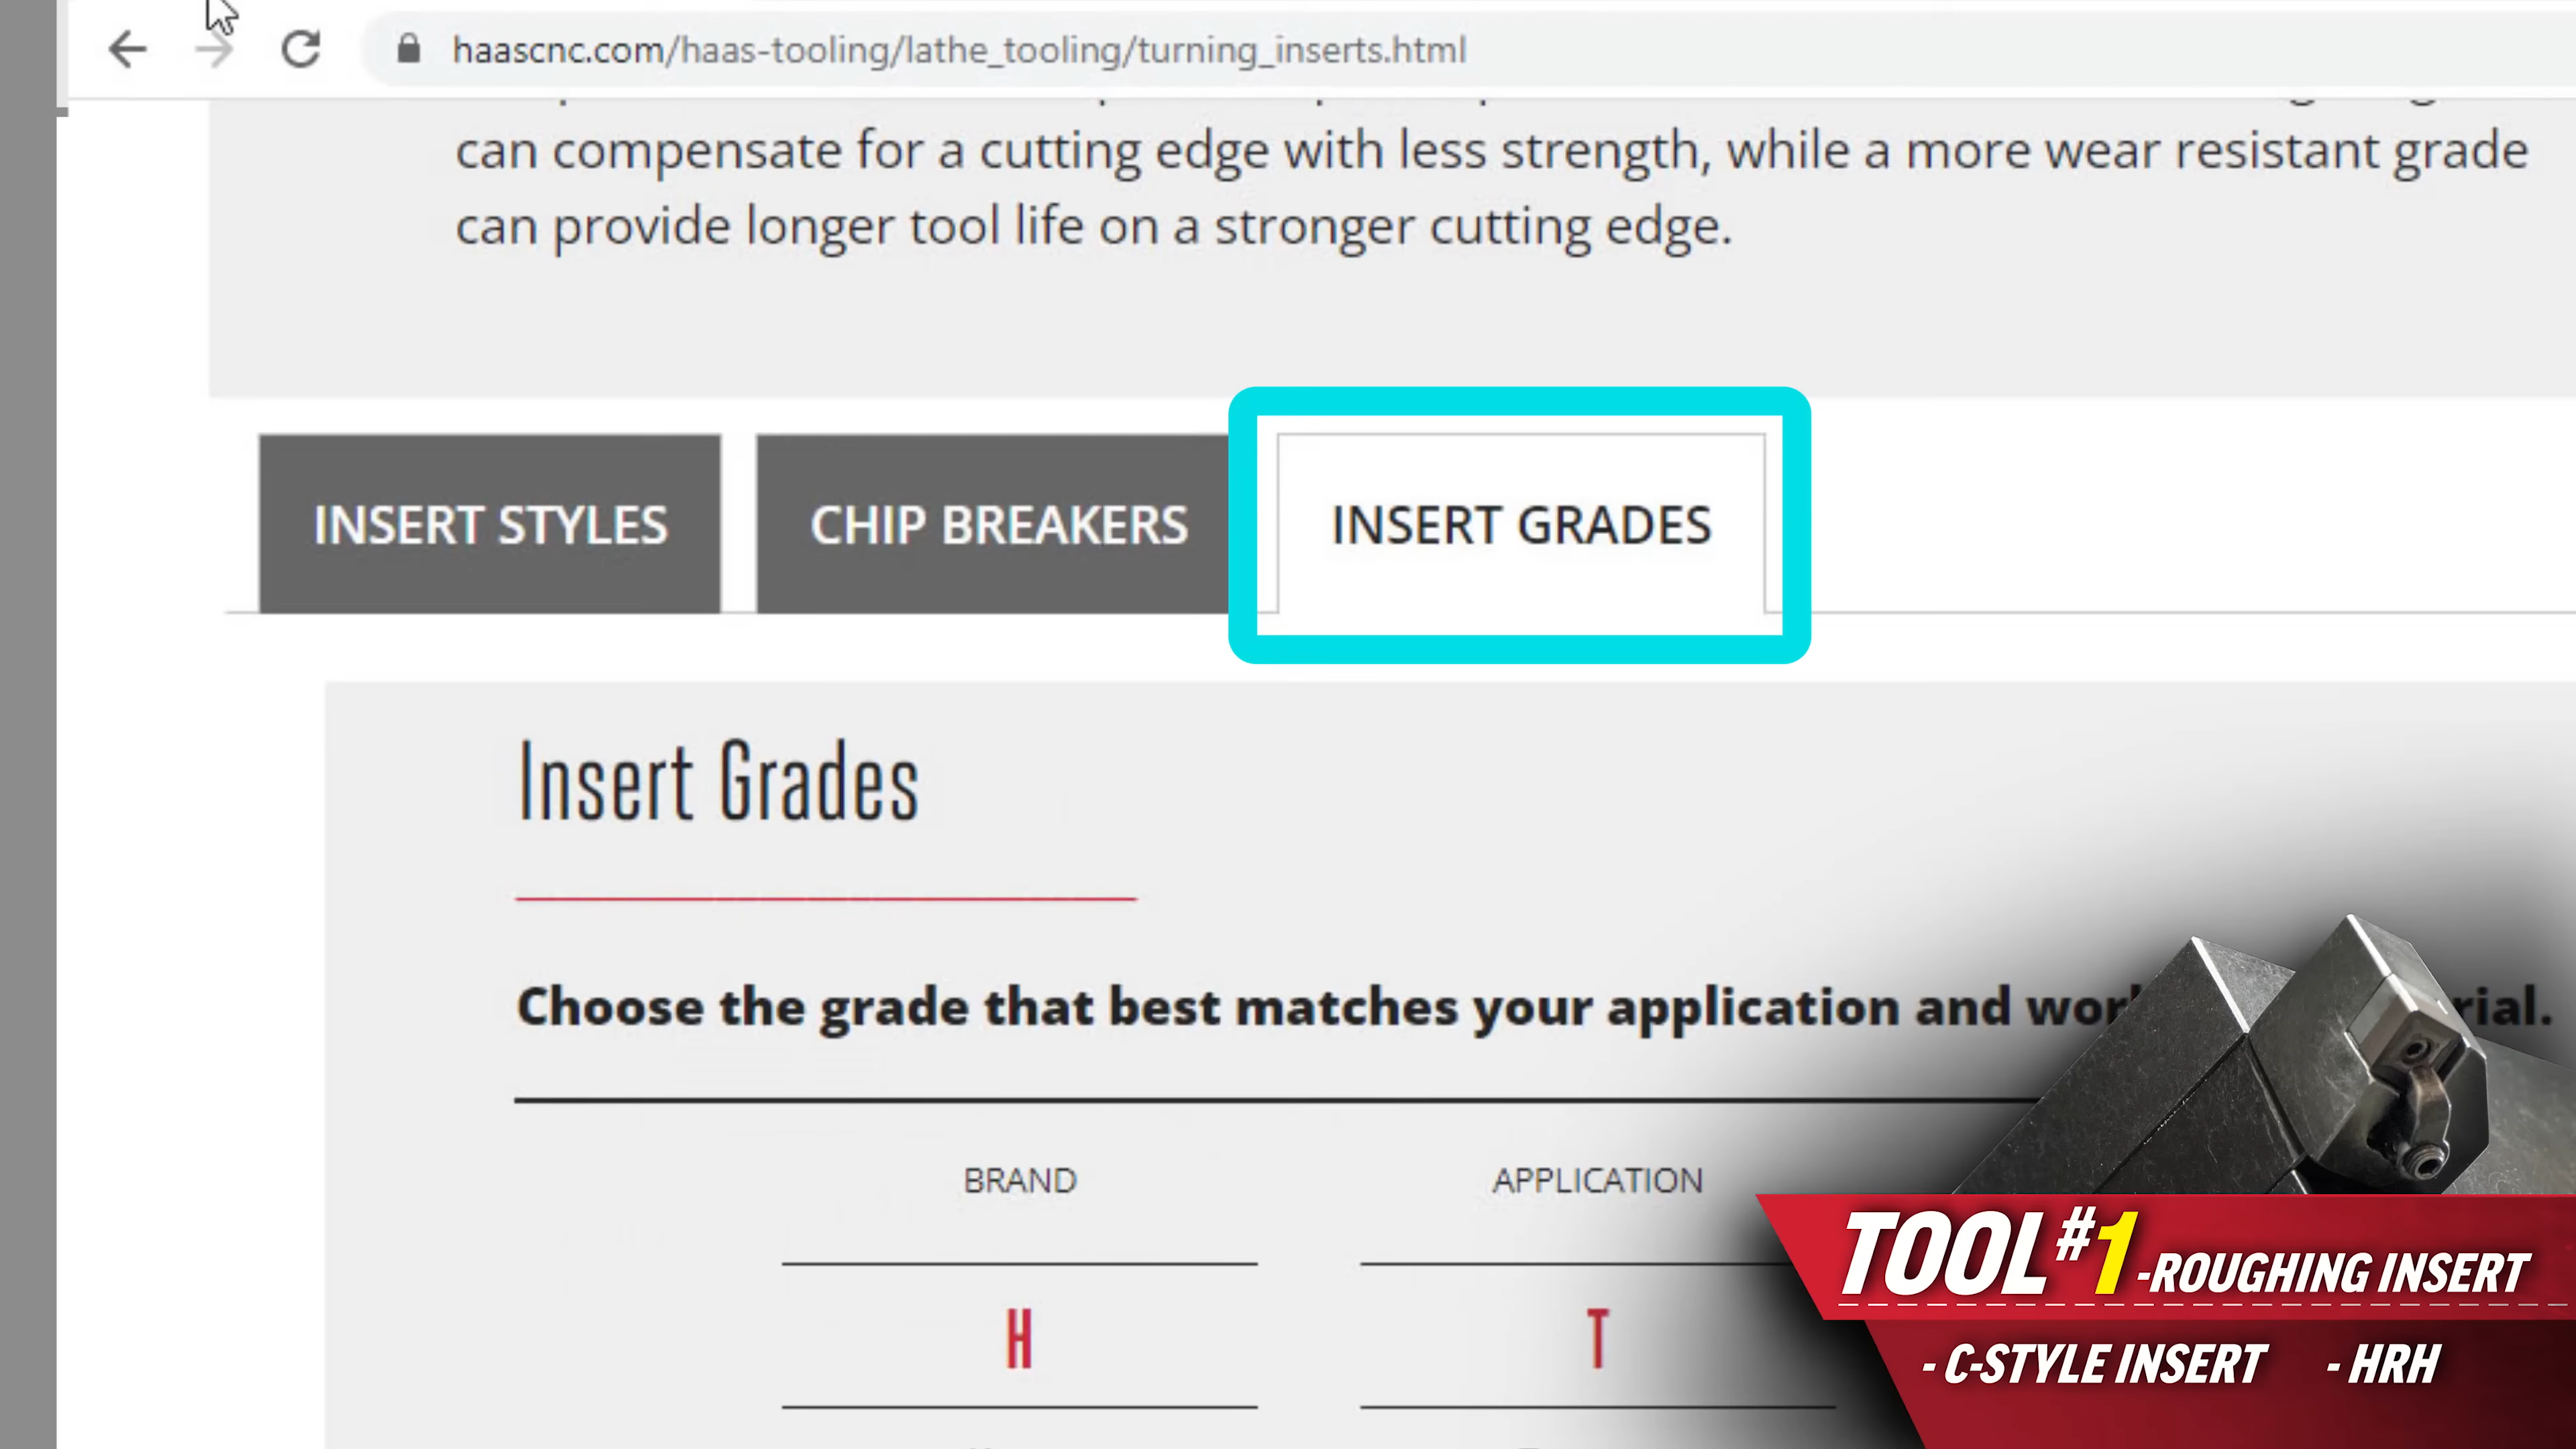 haascnc.com/haas-tooling/lathe_tooling/turning_inserts.html
can compensate for a cutting edge with less strength, while a more wear resistant grade
can provide longer tool life on a stronger cutting edge.
INSERT STYLES
CHIP BREAKERS
INSERT GRADES
Insert Grades
Choose the grade that best matches your application and
BRAND
APPLICATION
H
T
TOOL #1 -ROUGHING INSERT
- C-STYLE INSERT - HRH